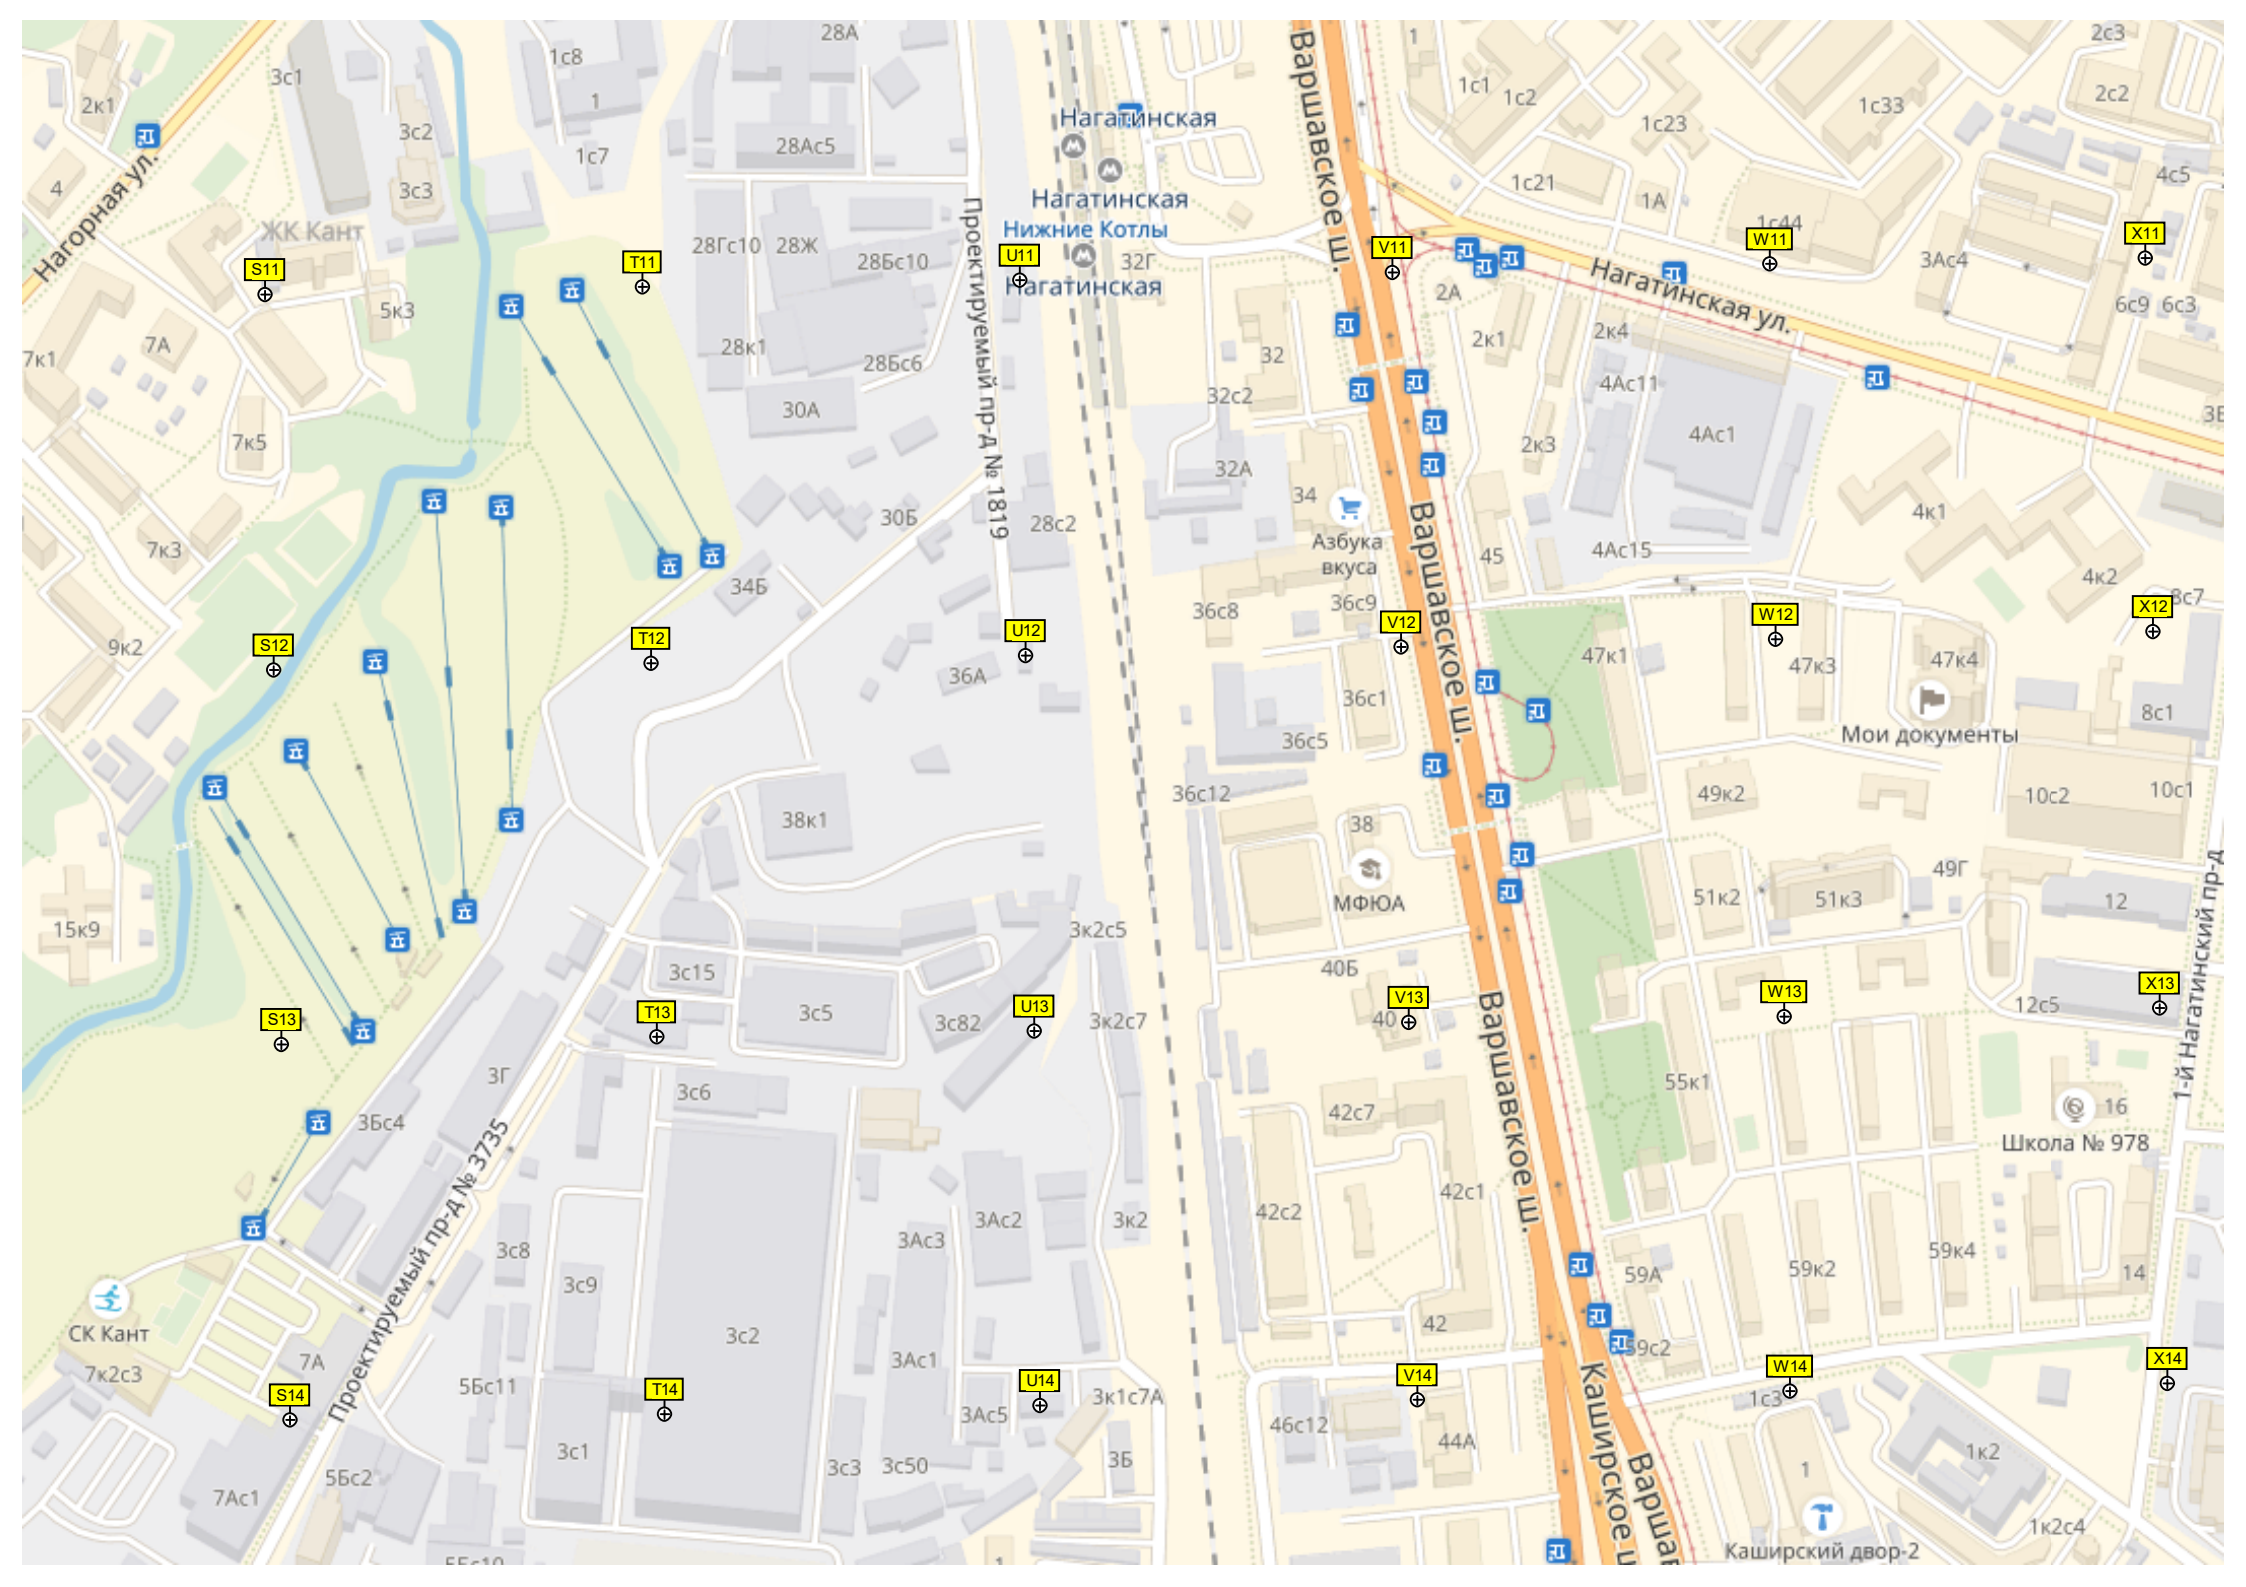 28А
1с8
3с1
2к1
3с2
1
1с7
28Ас5
4
3с3
Нагорная ул.
ЖК Кант
Нагатинская
Нагатинская
Нижние Котлы
Нагатинская
Варшавское ш.
1
1с1
1с2
1с23
1с33
2с3
2с2
1с21
1А
1с44
4с5
28Гс10
28Ж
28Бс10
32Г
S11
T11
U11
V11
W11
X11
5к3
2А
Нагатинская ул.
3Ас4
6с9
6с3
7к1
7А
28к1
28Бс6
Проектируемый пр-д № 1819
32
2к1
2к4
30А
32с2
4Ас11
7к5
2к3
4Ас1
32А
34
30Б
28с2
Азбука
вкуса
45
4Ас15
4к1
7к3
Варшавское ш.
34Б
36с8
36с9
4к2
8с7
S12
T12
U12
V12
W12
X12
9к2
36А
36с1
47к1
47к3
47к4
36с5
Мои документы
8с1
36с12
38к1
38
49к2
10с2
10с1
МФЮА
51к2
51к3
49Г
12
15к9
3к2с5
40Б
3с15
1-й Нагатинский пр-д
S13
T13
U13
V13
W13
X13
3с5
3с82
3к2с7
40
12с5
Варшавское ш.
3Г
3с6
55к1
3Бс4
42с7
16
Школа № 978
Проектируемый пр-д № 3735
3Ас2
3к2
42с2
42с1
3с8
3Ас3
59к4
59А
59к2
14
3с9
СК Кант
3с2
42
59с2
7А
7к2с3
3Ас1
5Бс11
S14
T14
U14
V14
W14
X14
3к1с7А
1с3
3Ас5
46с12
44А
Каширское ш
Варшав
3с1
3с3
3с50
3Б
1к2
5Бс2
7Ас1
1
1к2с4
Каширский двор-2
1